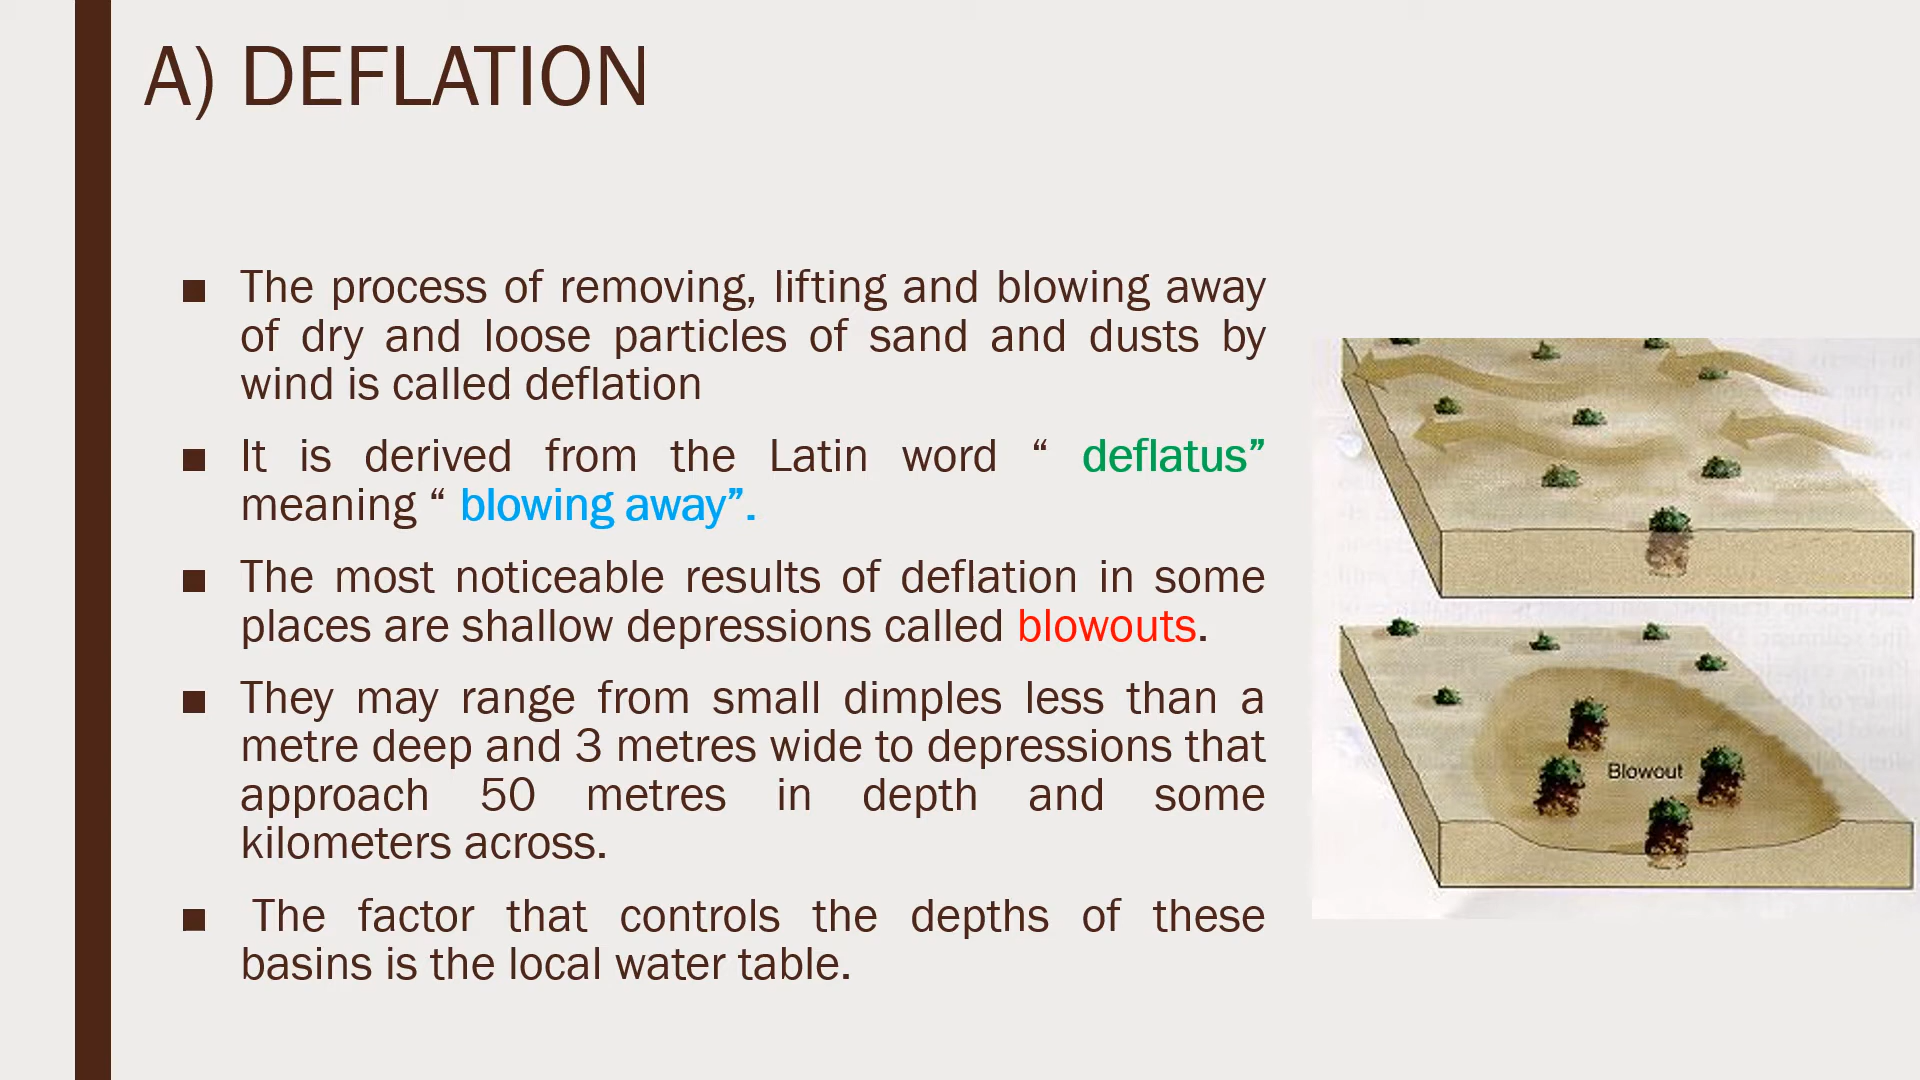 A) DEFLATION
■ The process of removing, lifting and blowing away
of dry and loose particles of sand and dusts by
wind is called deflation
■ It is derived from the Latin word “ deflatus”
meaning “ blowing away”.
■ The most noticeable results of deflation in some
places are shallow depressions called blowouts.
■ They may range from small dimples less than a
metre deep and 3 metres wide to depressions that
approach 50 metres in depth and some
kilometers across.
■ The factor that controls the depths of these
basins is the local water table.
Blowout